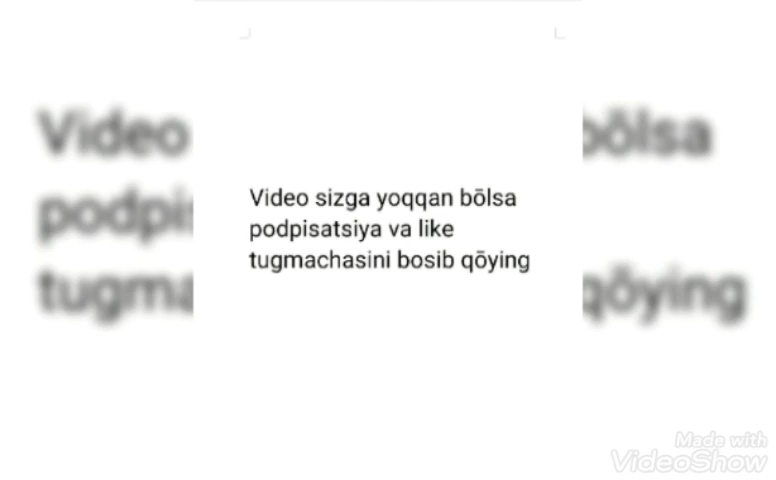 Video sizga yoqqan bōlsa
podpisatsiya va like
tugmachasini bosib qōying
Made with
VideoShow